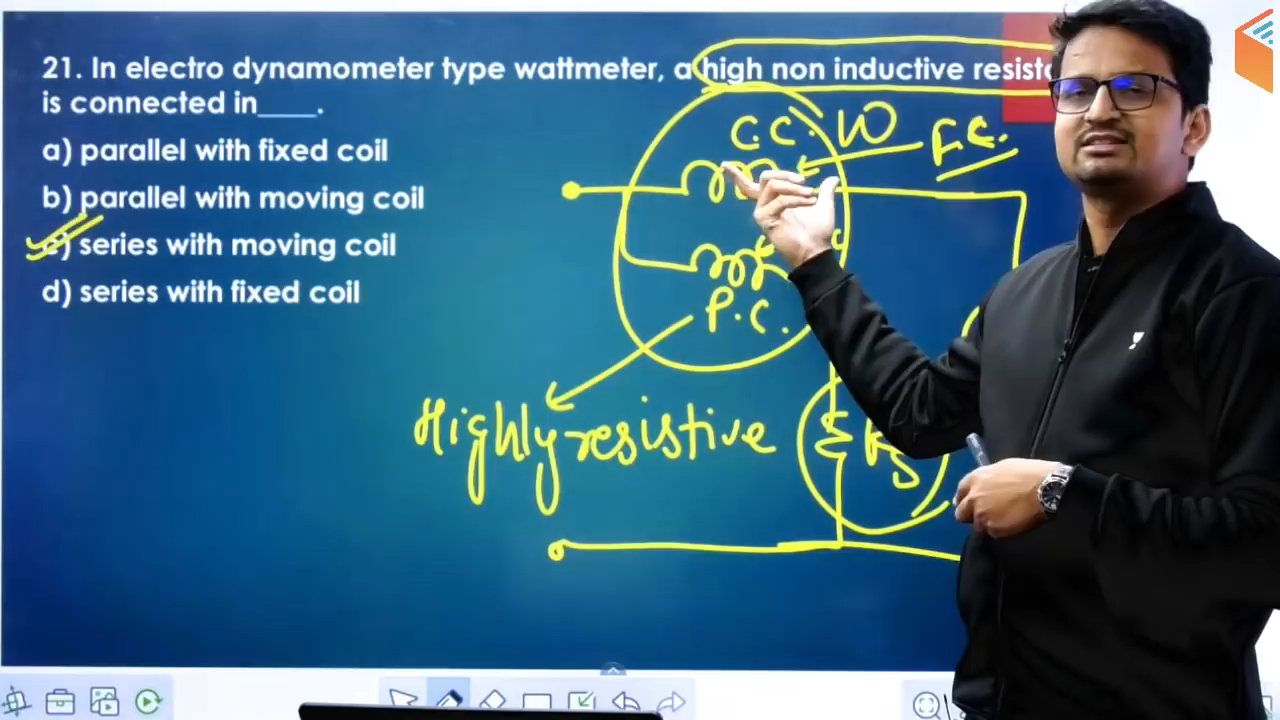 21. In electro dynamometer type wattmeter, a high non inductive
is connected in____.
a) parallel with fixed coil
b) parallel with moving coil
c) series with moving coil
d) series with fixed coil
C.C. W F.C.
P.C.
Highly resistive
Rs